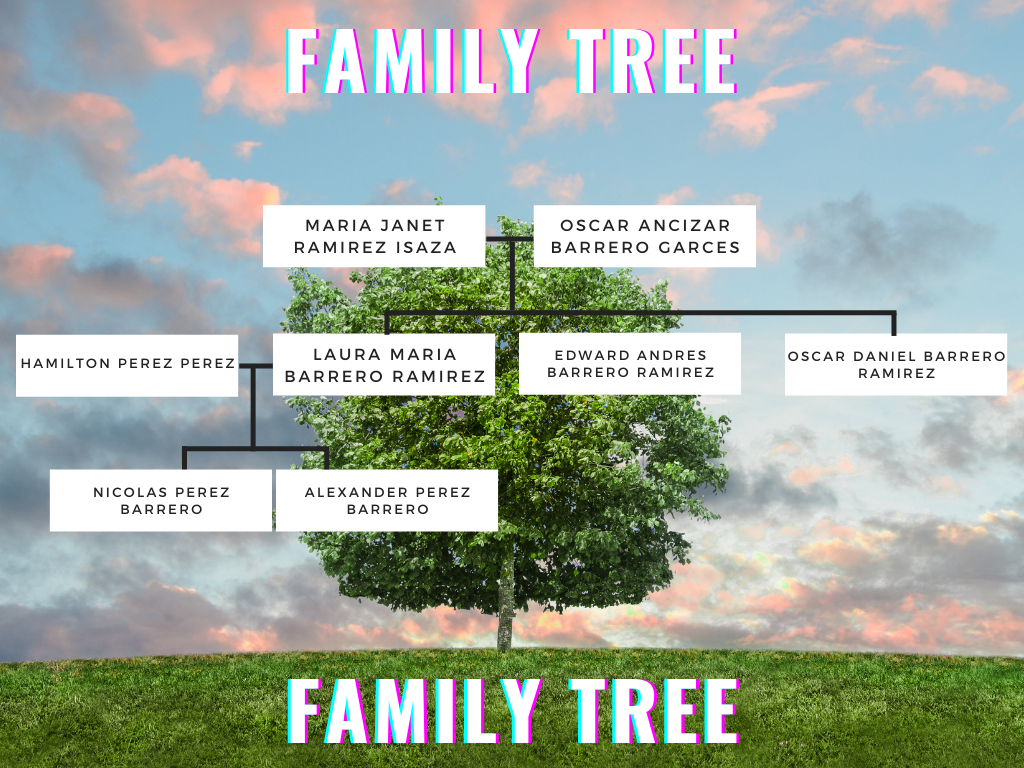 FAMILY TREE
MARIA JANET
RAMIREZ ISAZA
OSCAR ANCIZAR
BARRERO GARCES
HAMILTON PEREZ PEREZ
LAURA MARIA
BARRERO RAMIREZ
EDWARD ANDRES
BARRERO RAMIREZ
OSCAR DANIEL BARRERO
RAMIREZ
NICOLAS PEREZ
BARRERO
ALEXANDER PEREZ
BARRERO
FAMILY TREE